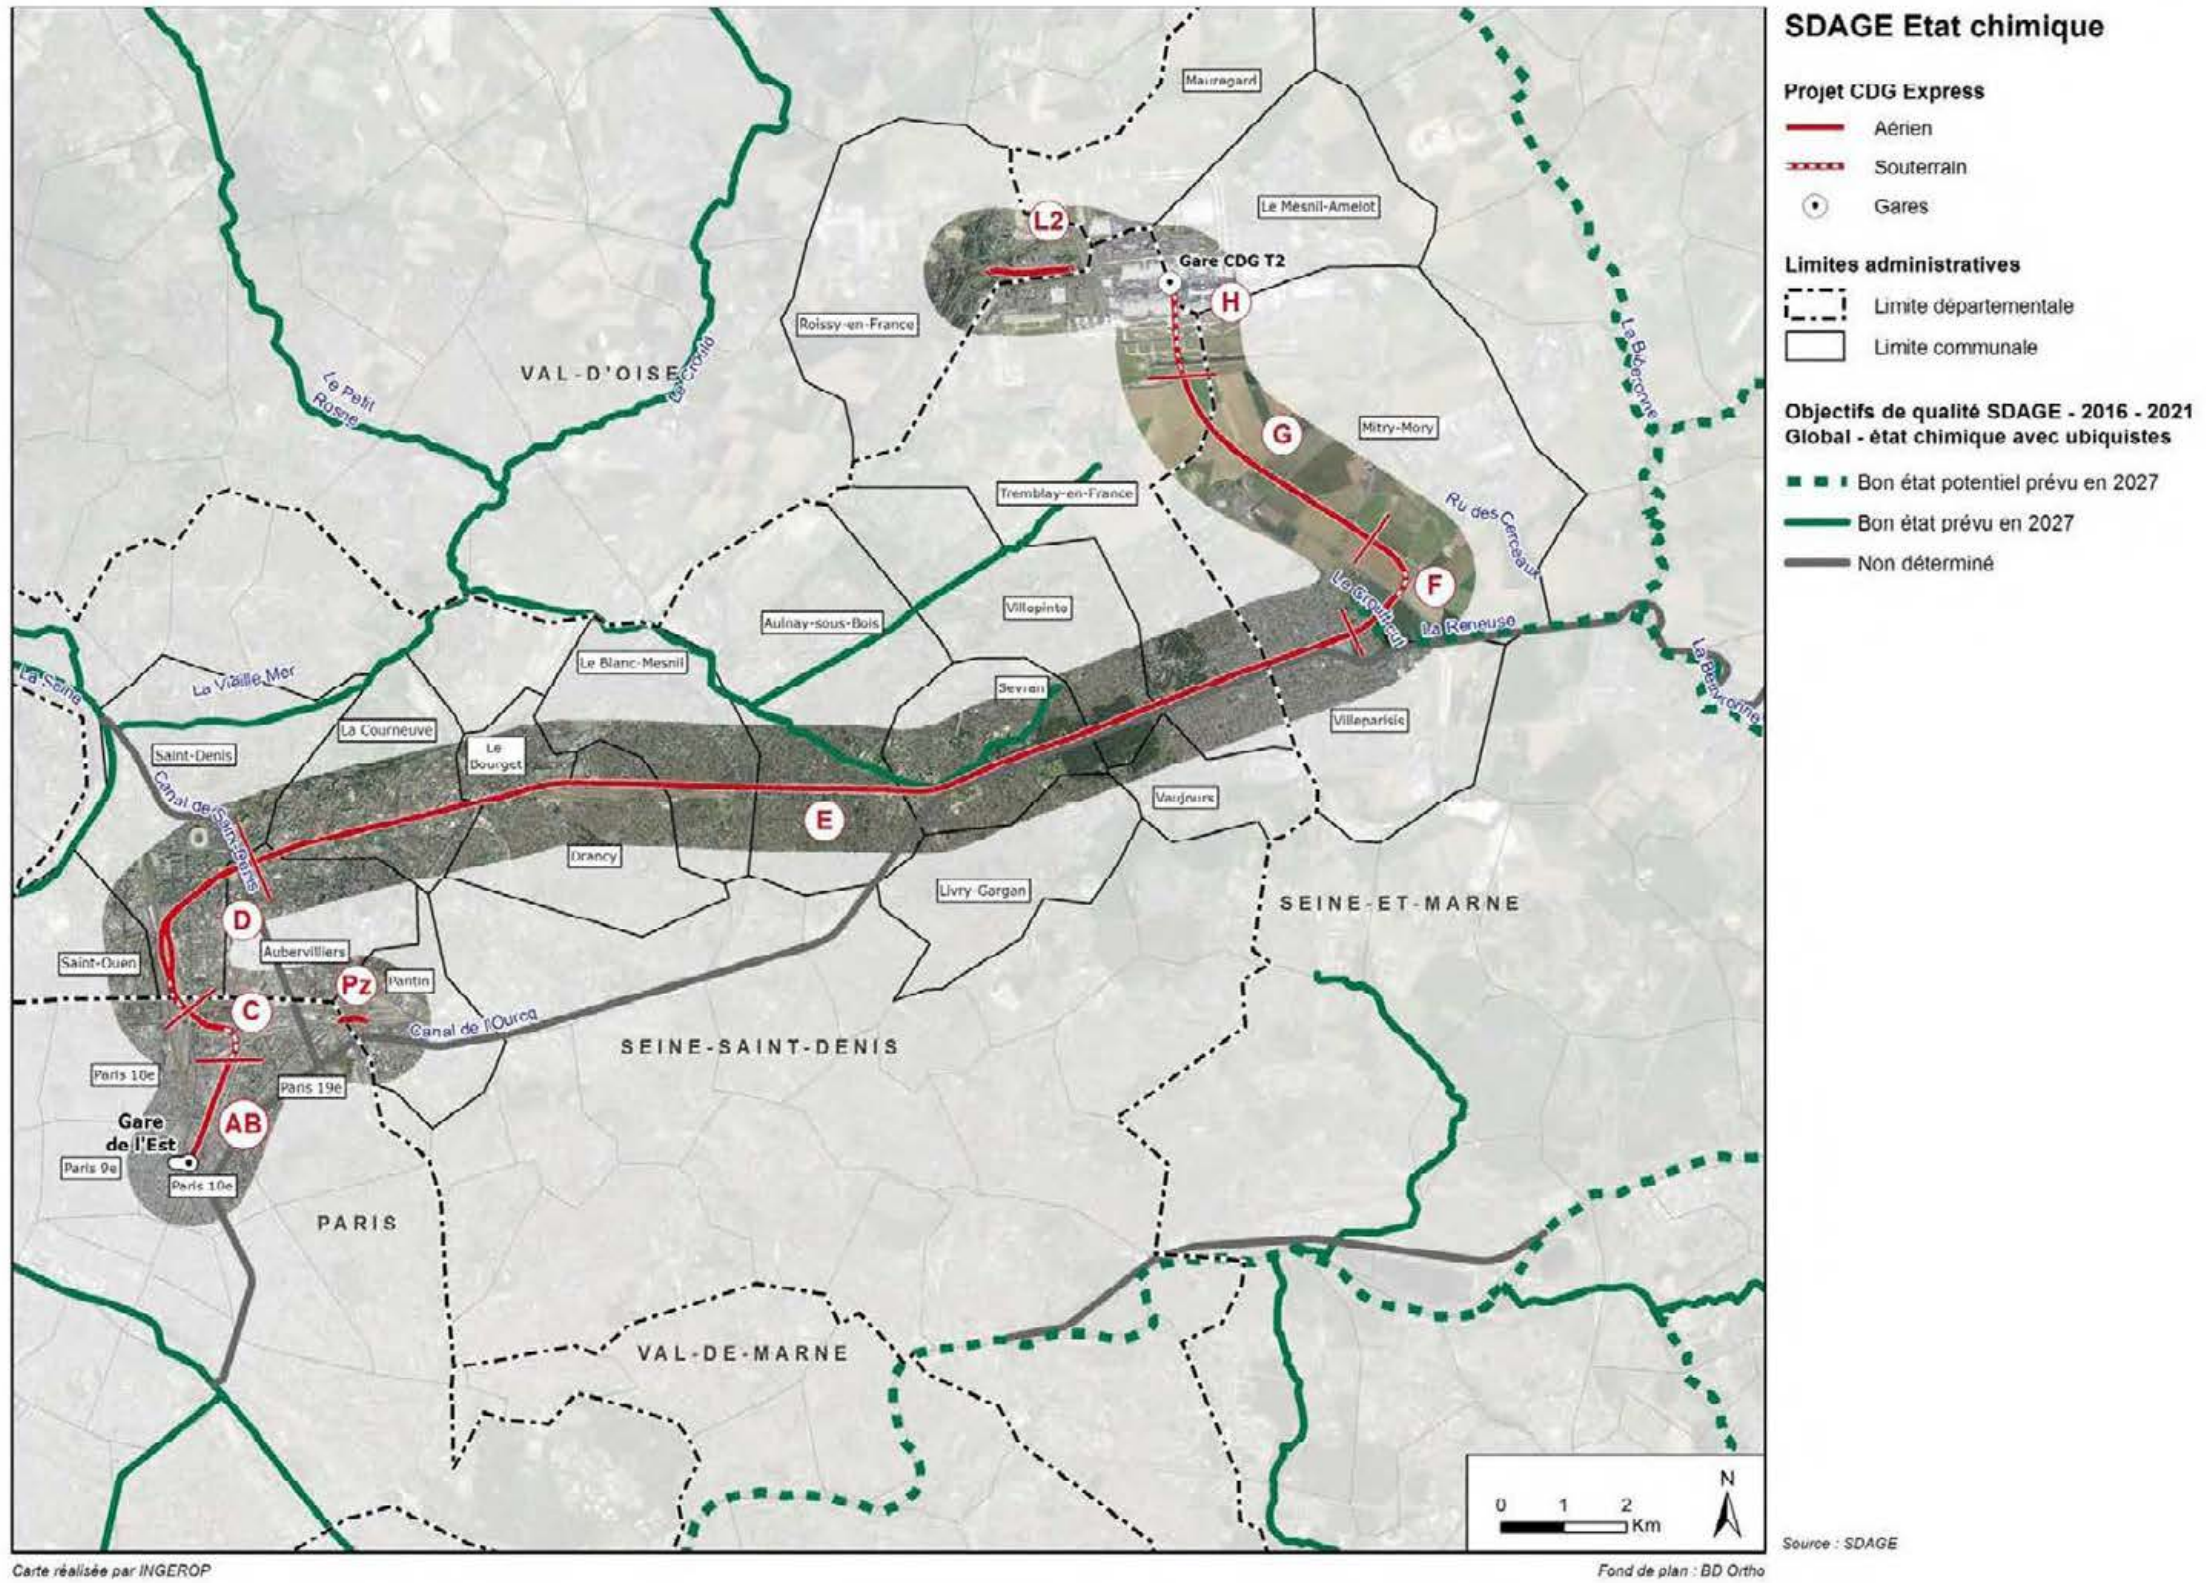 SDAGE Etat chimique
Projet CDG Express
Aérien
Souterrain
Gares
Limites administratives
Limite départementale
Limite communale
Objectifs de qualité SDAGE - 2016 - 2021
Global - état chimique avec ubiquistes
Bon état potentiel prévu en 2027
Bon état prévu en 2027
Non déterminé
Mauregard
Le Mesnil-Amelot
L2
Gare CDG T2
H
Roissy-en-France
VAL-D'OISE
Le Croult
Le Petit
Rosne
La Biberonne
G
Mitry-Mory
Tremblay-en-France
Ru des Cerceaux
F
Villepinte
Aulnay-sous-Bois
La Reneuse
Le Blanc-Mesnil
La Vieille Mer
La Seine
Sevran
La Beuvronne
Villeparisis
La Courneuve
Saint-Denis
Le
Bourget
Canal de Saint-Denis
Vaujours
E
Drancy
Livry-Gargan
SEINE-ET-MARNE
D
Aubervilliers
Saint-Ouen
Pz
Pantin
C
Canal de l'Ourcq
SEINE-SAINT-DENIS
Paris 18e
Paris 19e
Gare
de l'Est
AB
Paris 9e
Paris 10e
PARIS
VAL-DE-MARNE
N
0 1 2
Km
Source : SDAGE
Carte réalisée par INGEROP
Fond de plan : BD Ortho